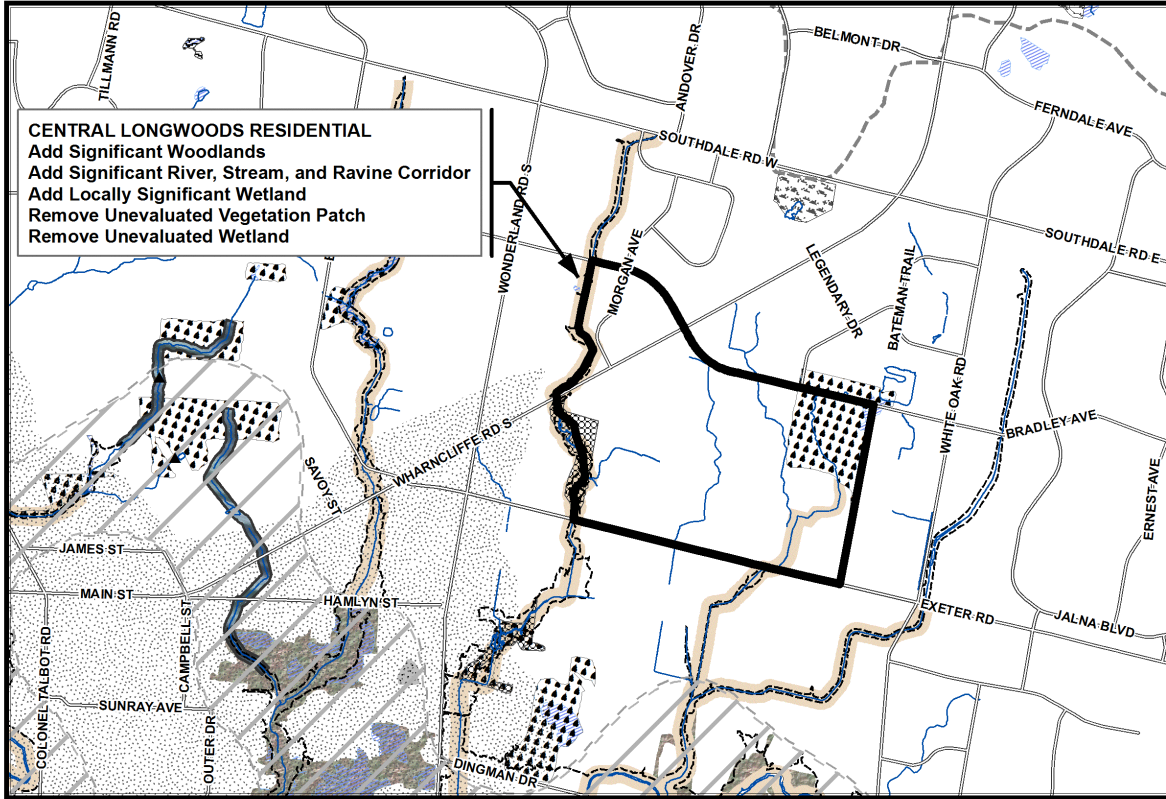 TILLMANN RD
ANDOVER DR
BELMONT DR
FERNDALE AVE
SOUTHDALE RD W
CENTRAL LONGWOODS RESIDENTIAL
Add Significant Woodlands
Add Significant River, Stream, and Ravine Corridor
Add Locally Significant Wetland
Remove Unevaluated Vegetation Patch
Remove Unevaluated Wetland
WONDERLAND RD S
MORGAN AVE
LEGENDARY DR
BATEMAN TRAIL
SOUTHDALE RD E
WHITE OAK RD
BRADLEY AVE
WHARNCLIFFE RD S
SAVOY ST
ERNEST AVE
JAMES ST
MAIN ST
HAMLYN ST
CAMPBELL ST
COLONEL TALBOT RD
EXETER RD
JALNA BLVD
SUNRAY AVE
OUTER DR
DINGMAN DR